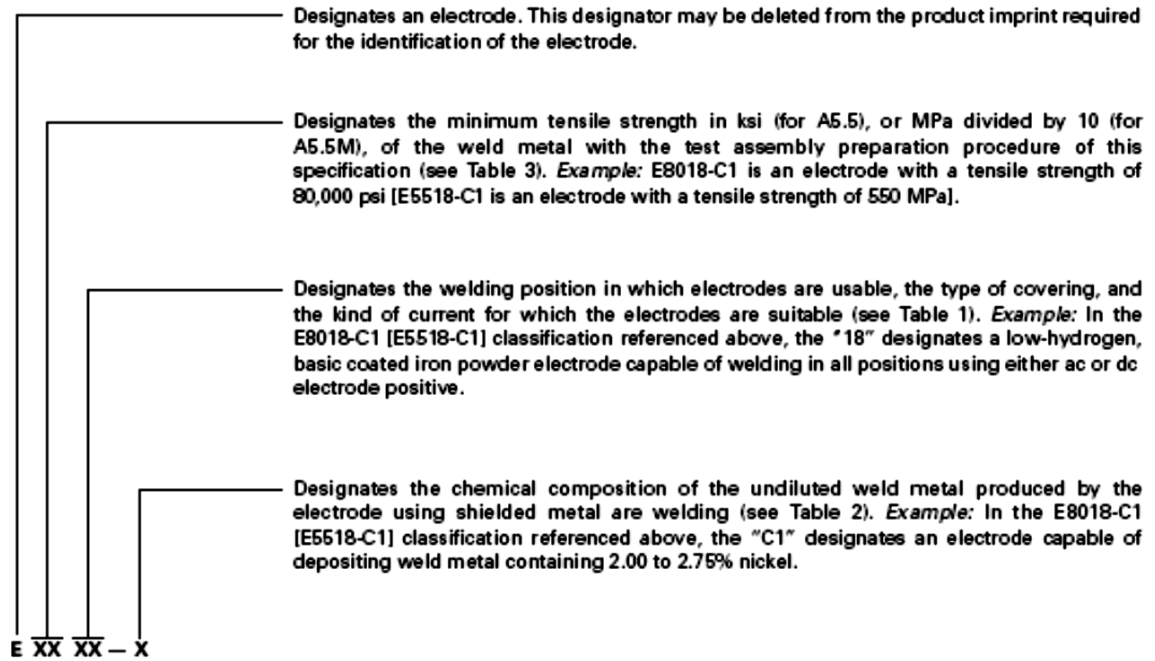 Designates an electrode. This designator may be deleted from the product imprint required
for the identification of the electrode.
Designates the minimum tensile strength in ksi (for A5.5), or MPa divided by 10 (for
A5.5M), of the weld metal with the test assembly preparation procedure of this
specification (see Table 3). Example: E8018-C1 is an electrode with a tensile strength of
80,000 psi [E5518-C1 is an electrode with a tensile strength of 550 MPa].
Designates the welding position in which electrodes are usable, the type of covering, and
the kind of current for which the electrodes are suitable (see Table 1). Example: In the
E8018-C1 [E5518-C1] classification referenced above, the "18" designates a low-hydrogen,
basic coated iron powder electrode capable of welding in all positions using either ac or dc
electrode positive.
Designates the chemical composition of the undiluted weld metal produced by the
electrode using shielded metal are welding (see Table 2). Example: In the E8018-C1
[E5518-C1] classification referenced above, the "C1" designates an electrode capable of
depositing weld metal containing 2.00 to 2.75% nickel.
E XX XX – X